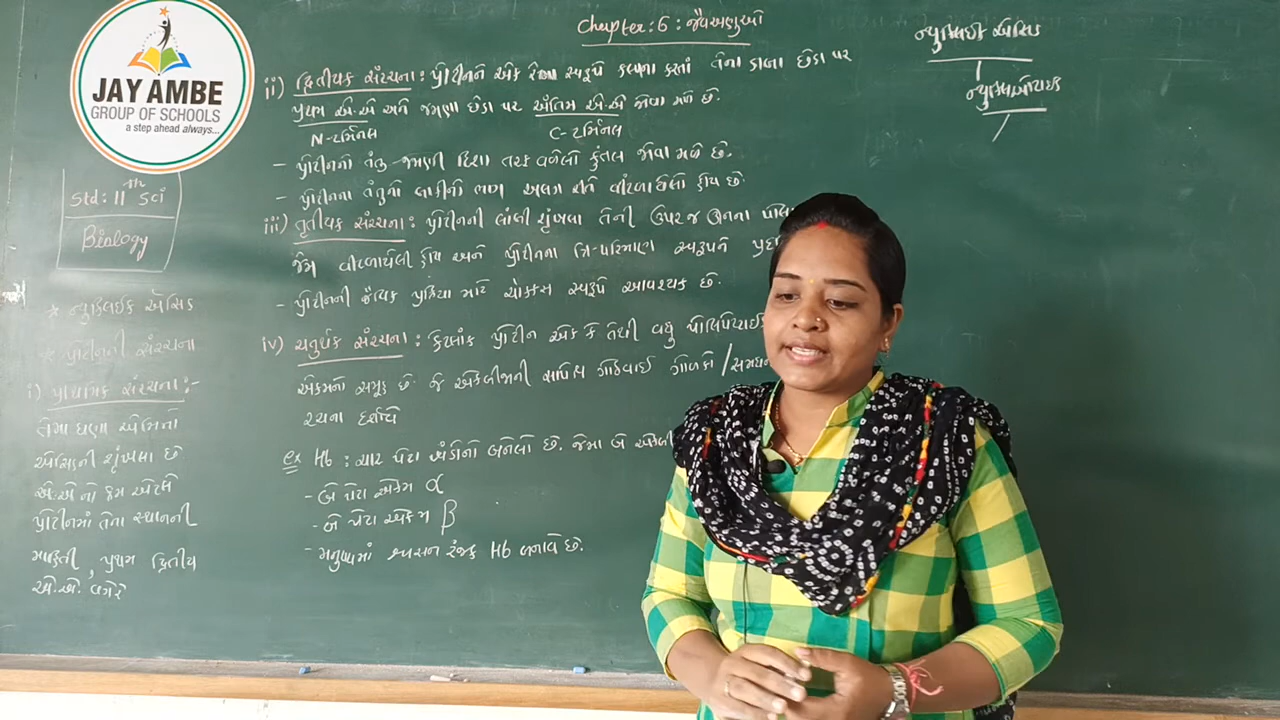 JAY AMBE
GROUP OF SCHOOLS
a step ahead always...
Std: 11th Sci
Biology
* ન્યુક્લિઈક એસિડ
* પ્રોટીનની સંરચના
i) પ્રાથમિક સંરચના:-
તેમા ઘણા એમિનો
એસિડની શૃંખલા છે
એ.એ નો ક્રમ એટલે
પ્રોટીનમાં તેના સ્થાનની
માહિતી, પ્રથમ દ્વિતીય
એ.એ. વગેરે
Chapter: 6 : જૈવઅણુઓ
ii) દ્વિતીયક સંરચના: પ્રોટીનને એક રેખા સ્વરૂપે કલ્પના કરતાં તેના ડાબા છેડા પર
પ્રથમ એ.એ અને જમણા છેડા પર અંતિમ એ.એ જોવા મળે છે.
N-ટર્મિનલ C-ટર્મિનલ
- પ્રોટીનનો તંતુ જમણી દિશા તરફ વળેલો કુંતલ જોવા મળે છે.
- પ્રોટીનના તંતુનો બાકીનો ભાગ અલગ રીતે વીંટળાયેલો હોય છે.
iii) તૃતીયક સંરચના: પ્રોટીનની લાંબી શૃંખલા તેની ઉપર જ ઊનના
જેમ વીંટળાયેલી હોય અને પ્રોટીનના ત્રિ-પરિમાણ સ્વરૂપને
- પ્રોટીનની જૈવિક પ્રક્રિયા માટે ચોક્કસ સ્વરૂપે આવશ્યક છે.
iv) ચતુર્થક સંરચના: કેટલાંક પ્રોટીન એક કે તેથી વધુ
એકમનો સમૂહ છે. જે એકબીજાની સાપેક્ષે ગોઠવાઈ ગોળકો /
રચના દર્શાવે
ex Hb : ચાર પેટા ખંડોનો બનેલો છે. જેમા બે
- બે પેટા એકમ α
- બે પેટા એકમ β
- મનુષ્યમાં શ્વસન રંજક Hb બનાવે છે.
ન્યુક્લિઈક એસિડ
ન્યુક્લિઓટાઈડ